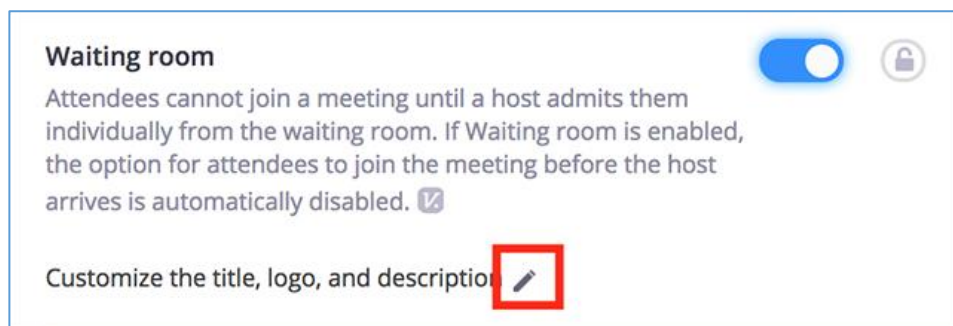 Waiting room
Attendees cannot join a meeting until a host admits them
individually from the waiting room. If Waiting room is enabled,
the option for attendees to join the meeting before the host
arrives is automatically disabled.
Customize the title, logo, and description